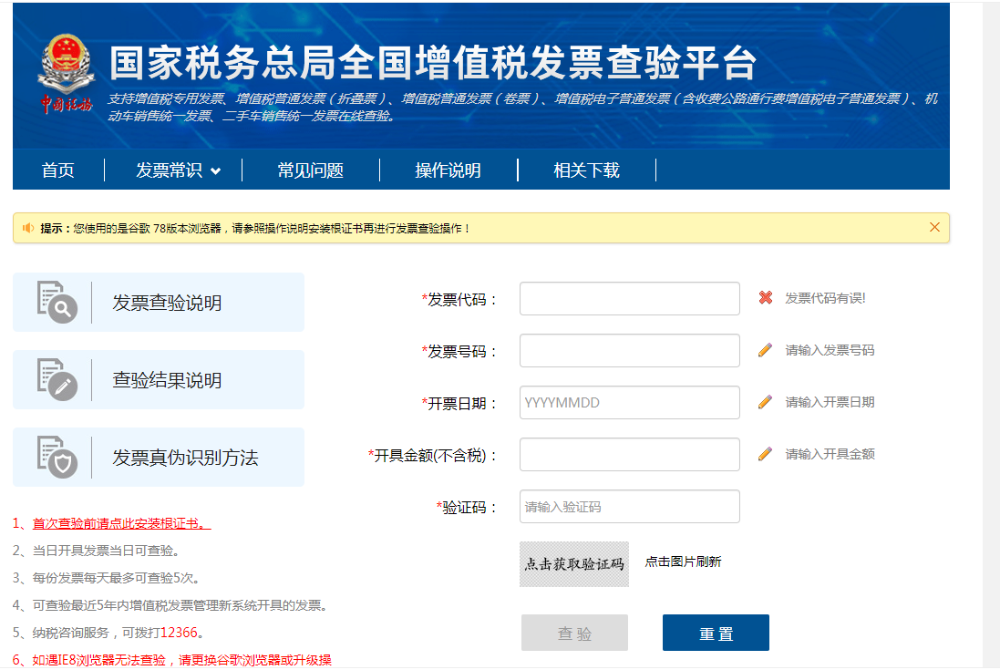 国家税务总局全国增值税发票查验平台
中国税务
支持增值税专用发票、增值税普通发票（折叠票）、增值税普通发票（卷票）、增值税电子普通发票（含收费公路通行费增值税电子普通发票）、机
动车销售统一发票、二手车销售统一发票在线查验。
首页 发票常识 常见问题 操作说明 相关下载
提示：您使用的是谷歌 78版本浏览器，请参照操作说明安装根证书再进行发票查验操作！
发票查验说明
查验结果说明
发票真伪识别方法
1、首次查验前请点此安装根证书。
2、当日开具发票当日可查验。
3、每份发票每天最多可查验5次。
4、可查验最近5年内增值税发票管理新系统开具的发票。
5、纳税咨询服务，可拨打12366。
6、如遇IE8浏览器无法查验，请更换谷歌浏览器或升级操
*发票代码： 发票代码有误!
*发票号码： 请输入发票号码
*开票日期： YYYYMMDD 请输入开票日期
*开具金额(不含税)： 请输入开具金额
*验证码： 请输入验证码
点击获取验证码 点击图片刷新
查 验 重 置